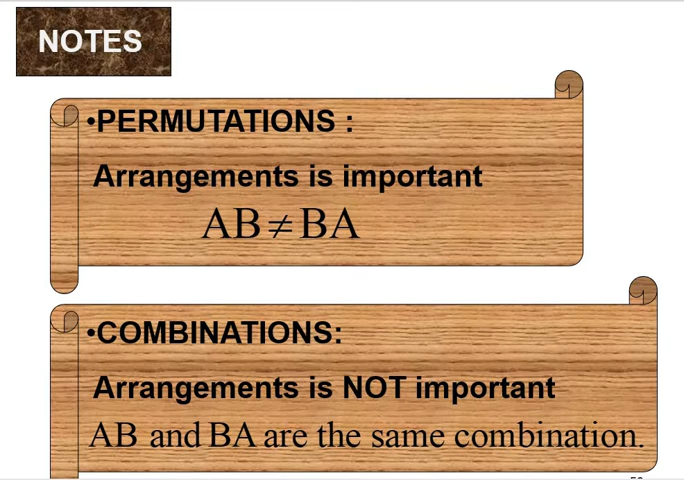 NOTES
•PERMUTATIONS :
Arrangements is important
AB≠BA
•COMBINATIONS:
Arrangements is NOT important
AB and BA are the same combination.